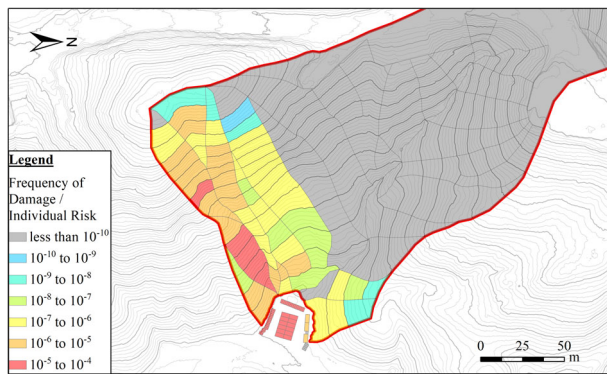 N
Legend
Frequency of
Damage /
Individual Risk
less than 10⁻¹⁰
10⁻¹⁰ to 10⁻⁹
10⁻⁹ to 10⁻⁸
10⁻⁸ to 10⁻⁷
10⁻⁷ to 10⁻⁶
10⁻⁶ to 10⁻⁵
10⁻⁵ to 10⁻⁴
0 25 50
m